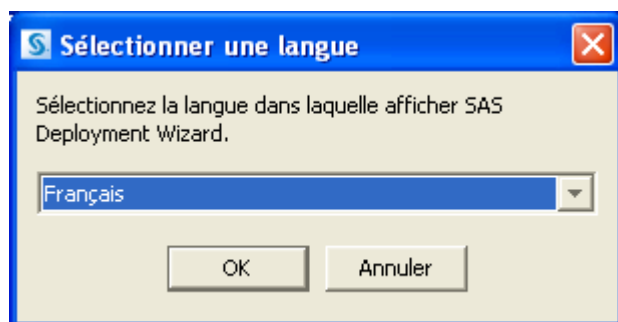 Sélectionner une langue
Sélectionnez la langue dans laquelle afficher SAS
Deployment Wizard.
Français
OK
Annuler